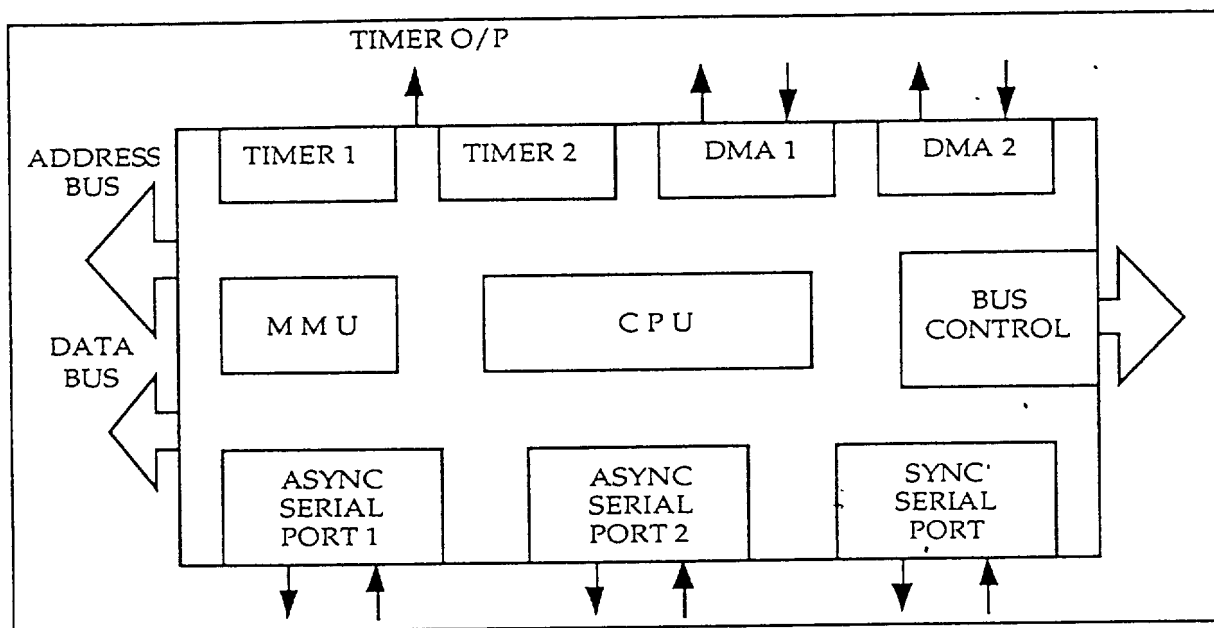 TIMER O/P
TIMER 1
TIMER 2
DMA 1
DMA 2
ADDRESS
BUS
MMU
CPU
BUS
CONTROL
DATA
BUS
ASYNC
SERIAL
PORT 1
ASYNC
SERIAL
PORT 2
SYNC
SERIAL
PORT